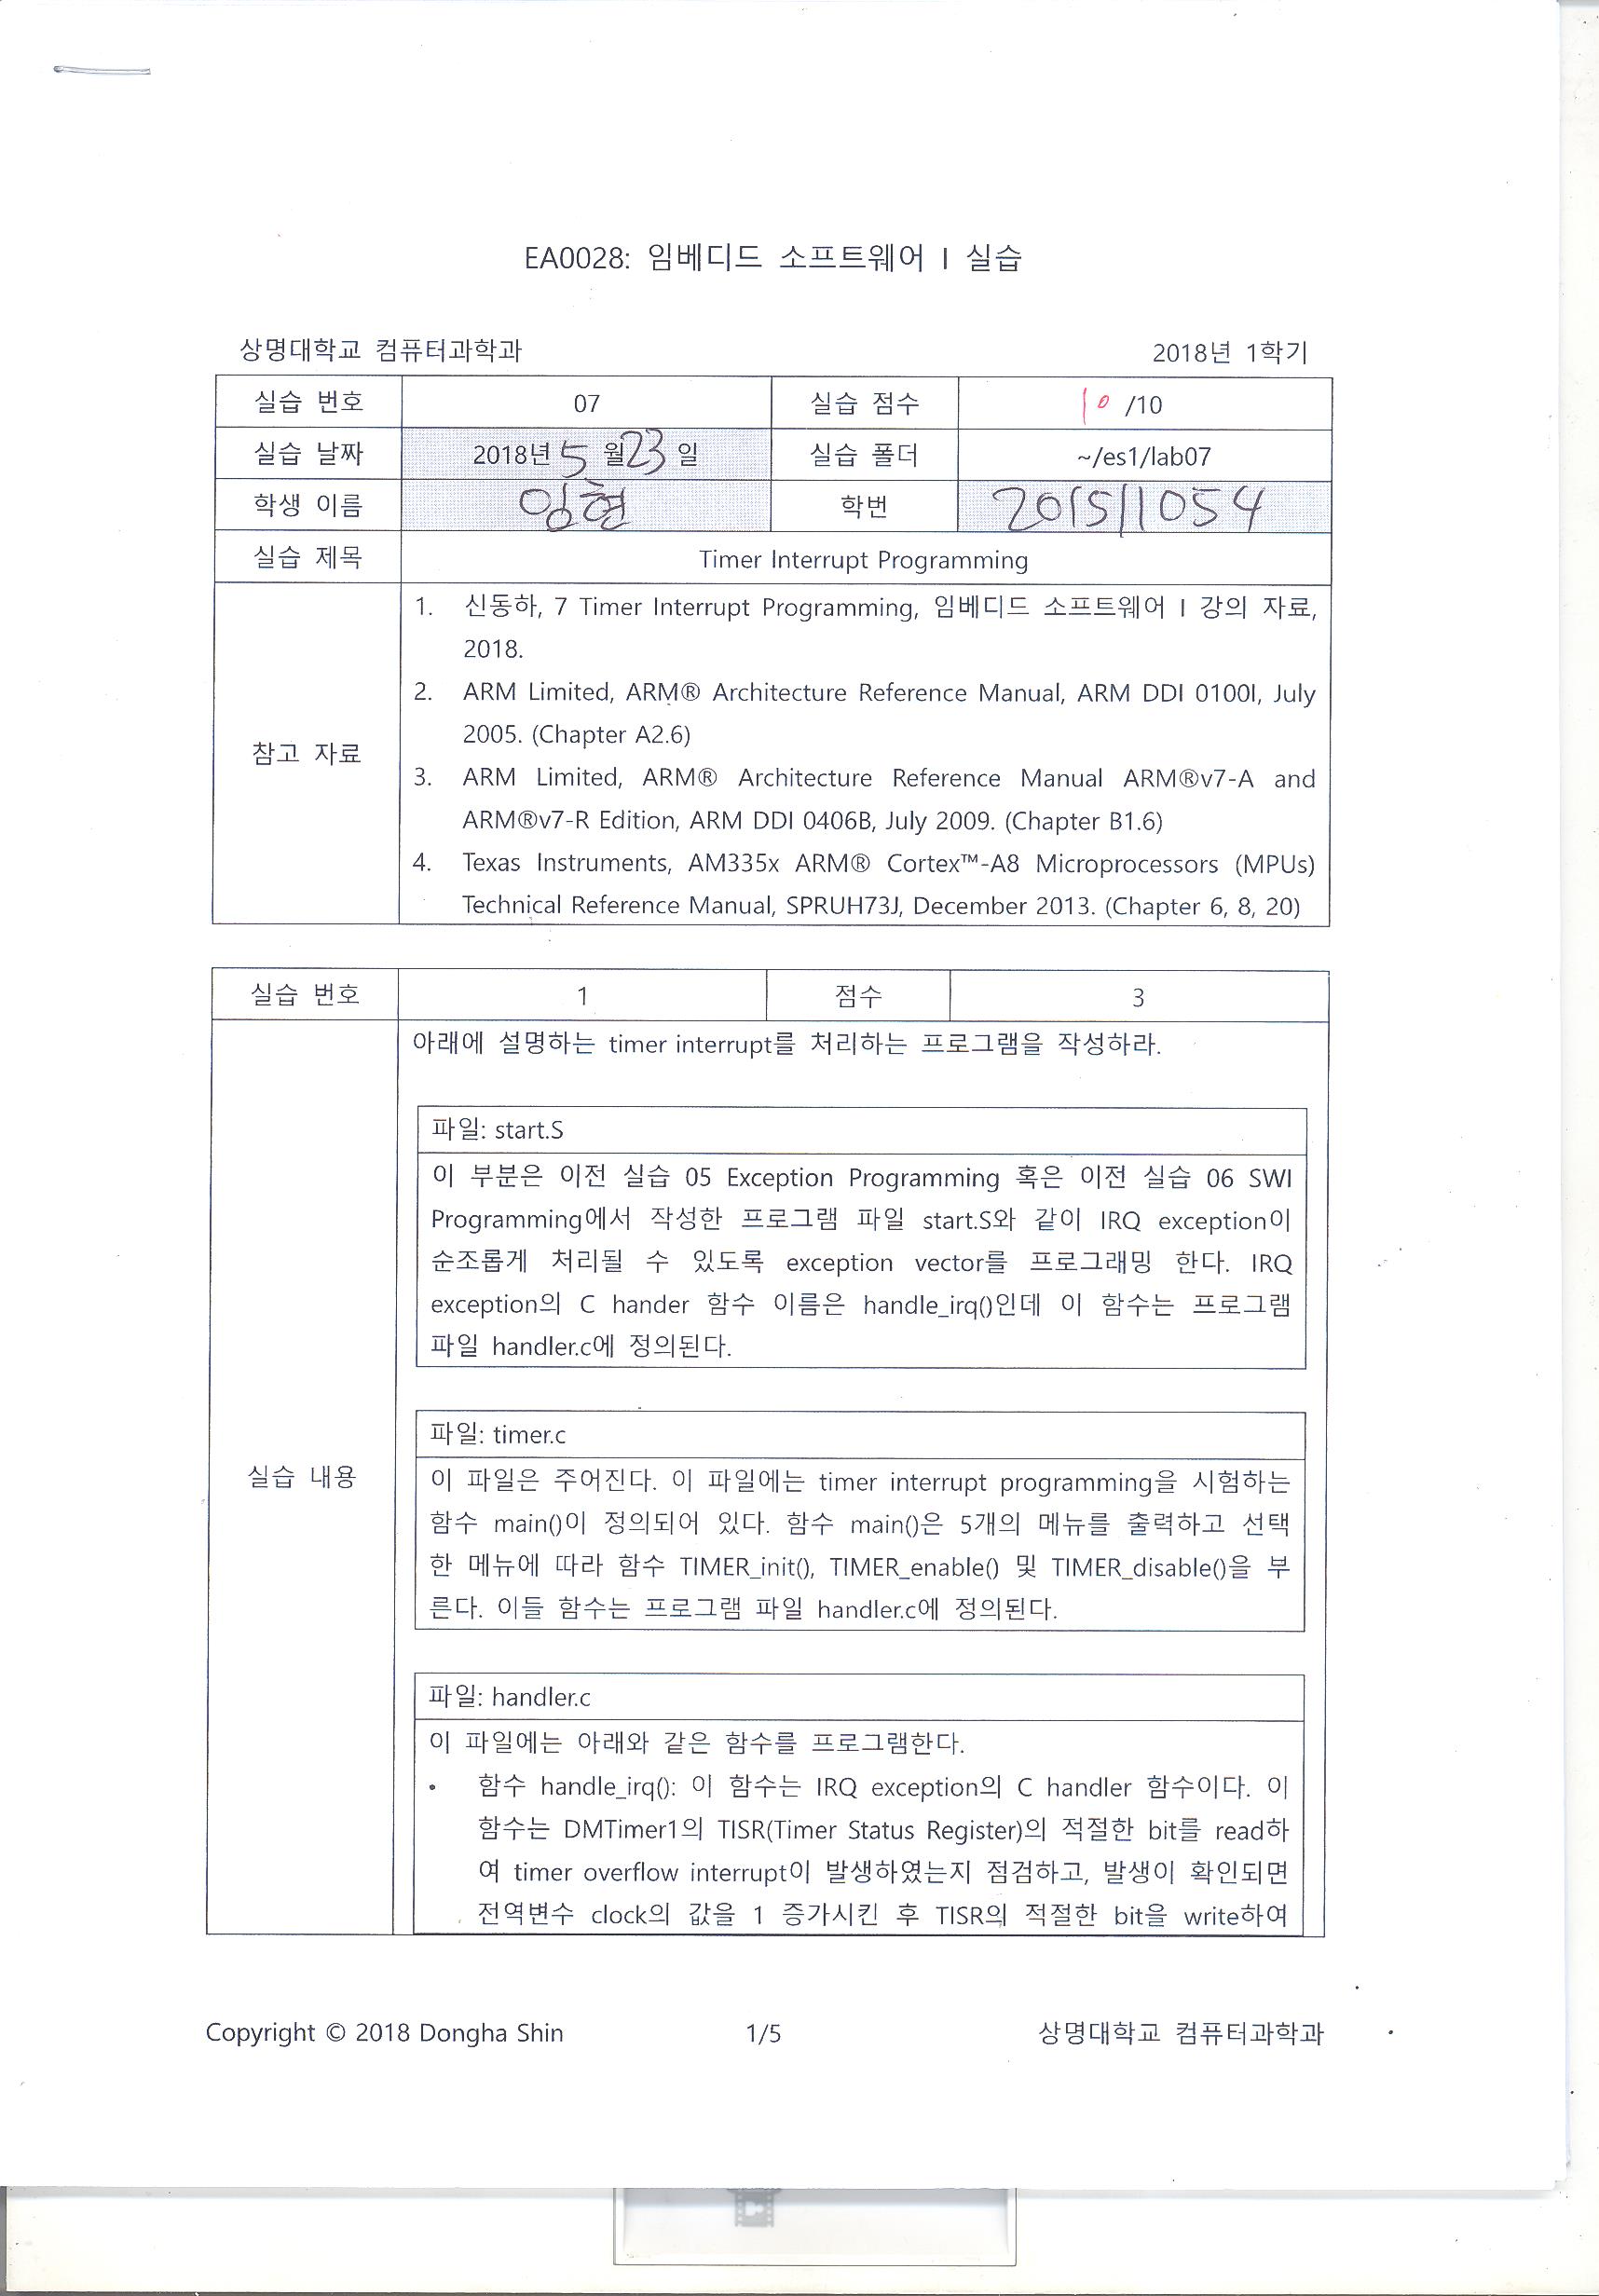 EA0028: 임베디드 소프트웨어 I 실습
상명대학교 컴퓨터과학과 2018년 1학기
실습 번호 07 실습 점수 10 /10
실습 날짜 2018년 5 월 23 일 실습 폴더 ~/es1/lab07
학생 이름 임현 학번 201511054
실습 제목 Timer Interrupt Programming
참고 자료
1. 신동하, 7 Timer Interrupt Programming, 임베디드 소프트웨어 I 강의 자료,
2018.
2. ARM Limited, ARM® Architecture Reference Manual, ARM DDI 0100I, July
2005. (Chapter A2.6)
3. ARM Limited, ARM® Architecture Reference Manual ARM®v7-A and
ARM®v7-R Edition, ARM DDI 0406B, July 2009. (Chapter B1.6)
4. Texas Instruments, AM335x ARM® Cortex™-A8 Microprocessors (MPUs)
Technical Reference Manual, SPRUH73J, December 2013. (Chapter 6, 8, 20)
실습 번호 1 점수 3
실습 내용
아래에 설명하는 timer interrupt를 처리하는 프로그램을 작성하라.
파일: start.S
이 부분은 이전 실습 05 Exception Programming 혹은 이전 실습 06 SWI
Programming에서 작성한 프로그램 파일 start.S와 같이 IRQ exception이
순조롭게 처리될 수 있도록 exception vector를 프로그래밍 한다. IRQ
exception의 C hander 함수 이름은 handle_irq()인데 이 함수는 프로그램
파일 handler.c에 정의된다.
파일: timer.c
이 파일은 주어진다. 이 파일에는 timer interrupt programming을 시험하는
함수 main()이 정의되어 있다. 함수 main()은 5개의 메뉴를 출력하고 선택
한 메뉴에 따라 함수 TIMER_init(), TIMER_enable() 및 TIMER_disable()을 부
른다. 이들 함수는 프로그램 파일 handler.c에 정의된다.
파일: handler.c
이 파일에는 아래와 같은 함수를 프로그램한다.
• 함수 handle_irq(): 이 함수는 IRQ exception의 C handler 함수이다. 이
함수는 DMTimer1의 TISR(Timer Status Register)의 적절한 bit를 read하
여 timer overflow interrupt이 발생하였는지 점검하고, 발생이 확인되면
전역변수 clock의 값을 1 증가시킨 후 TISR의 적절한 bit을 write하여
Copyright © 2018 Dongha Shin 1/5 상명대학교 컴퓨터과학과